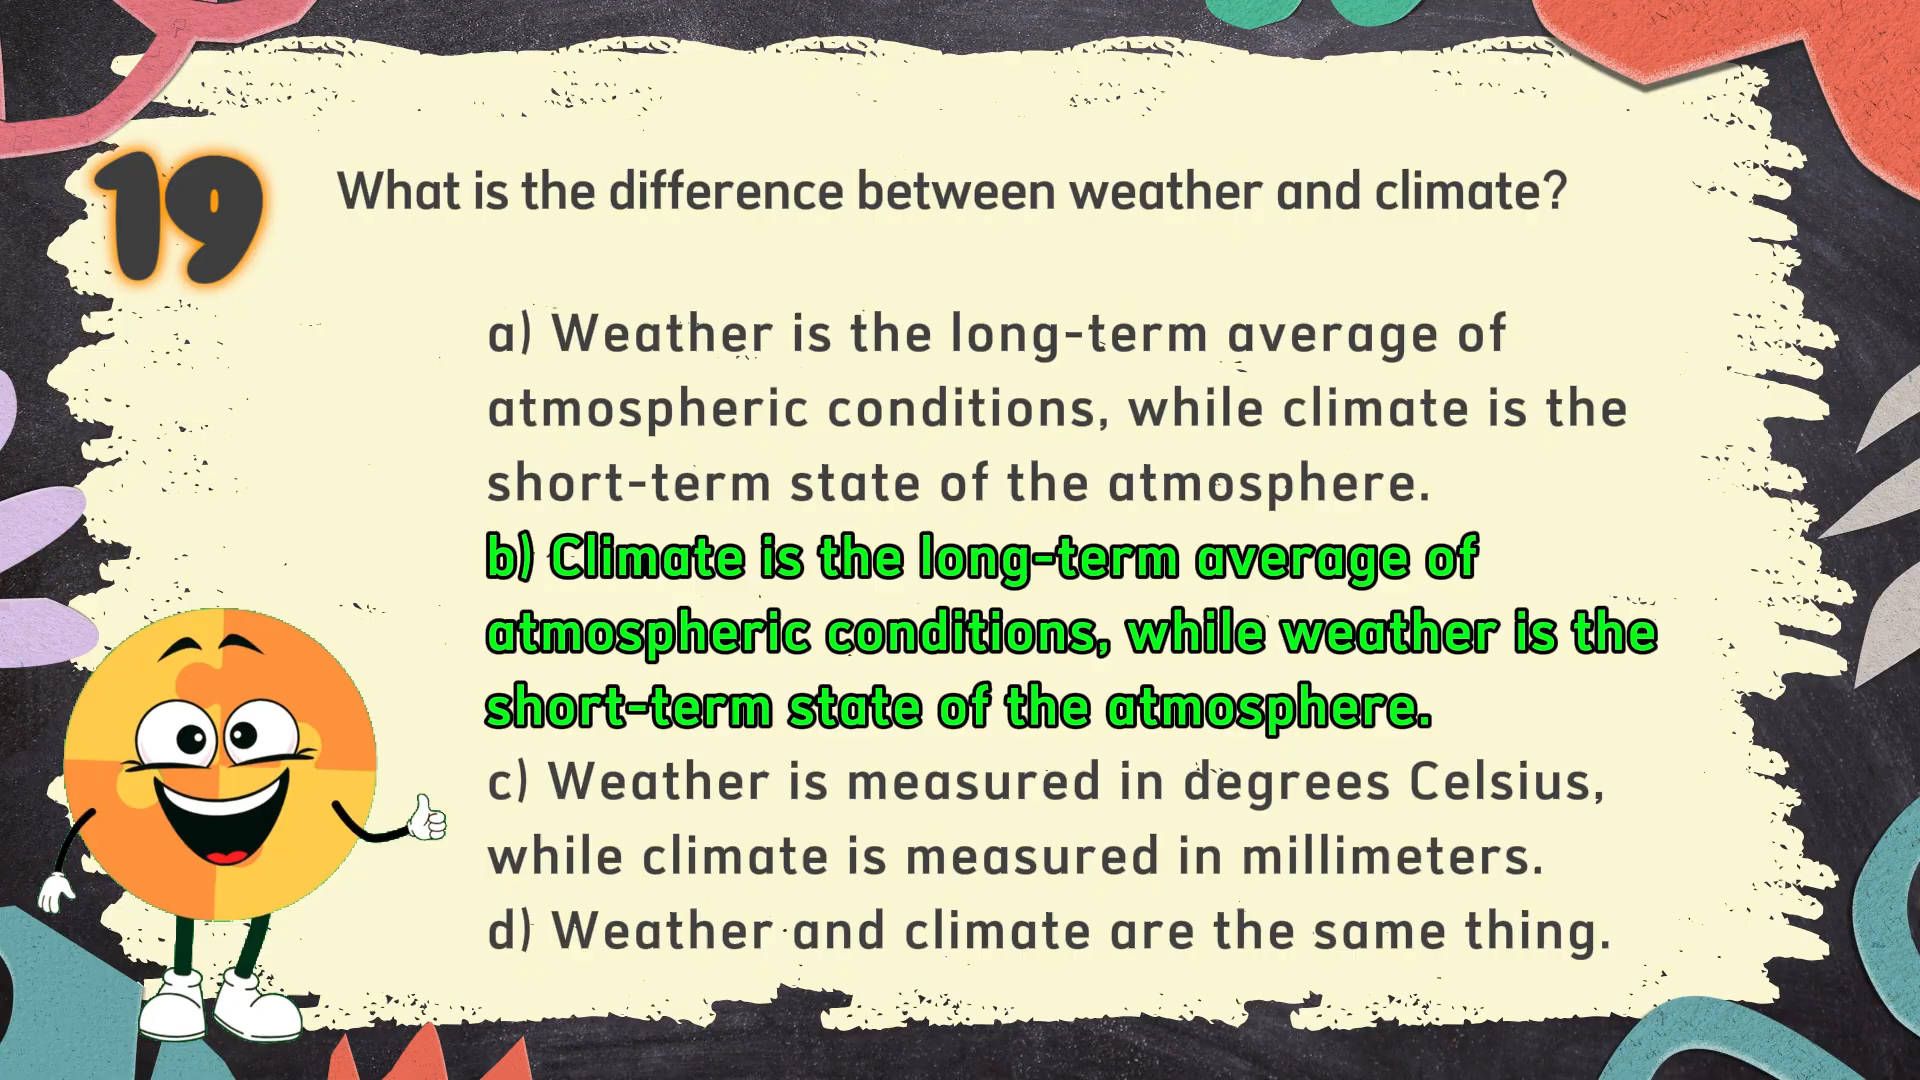 19
What is the difference between weather and climate?
a) Weather is the long-term average of
atmospheric conditions, while climate is the
short-term state of the atmosphere.
b) Climate is the long-term average of
atmospheric conditions, while weather is the
short-term state of the atmosphere.
c) Weather is measured in degrees Celsius,
while climate is measured in millimeters.
d) Weather and climate are the same thing.